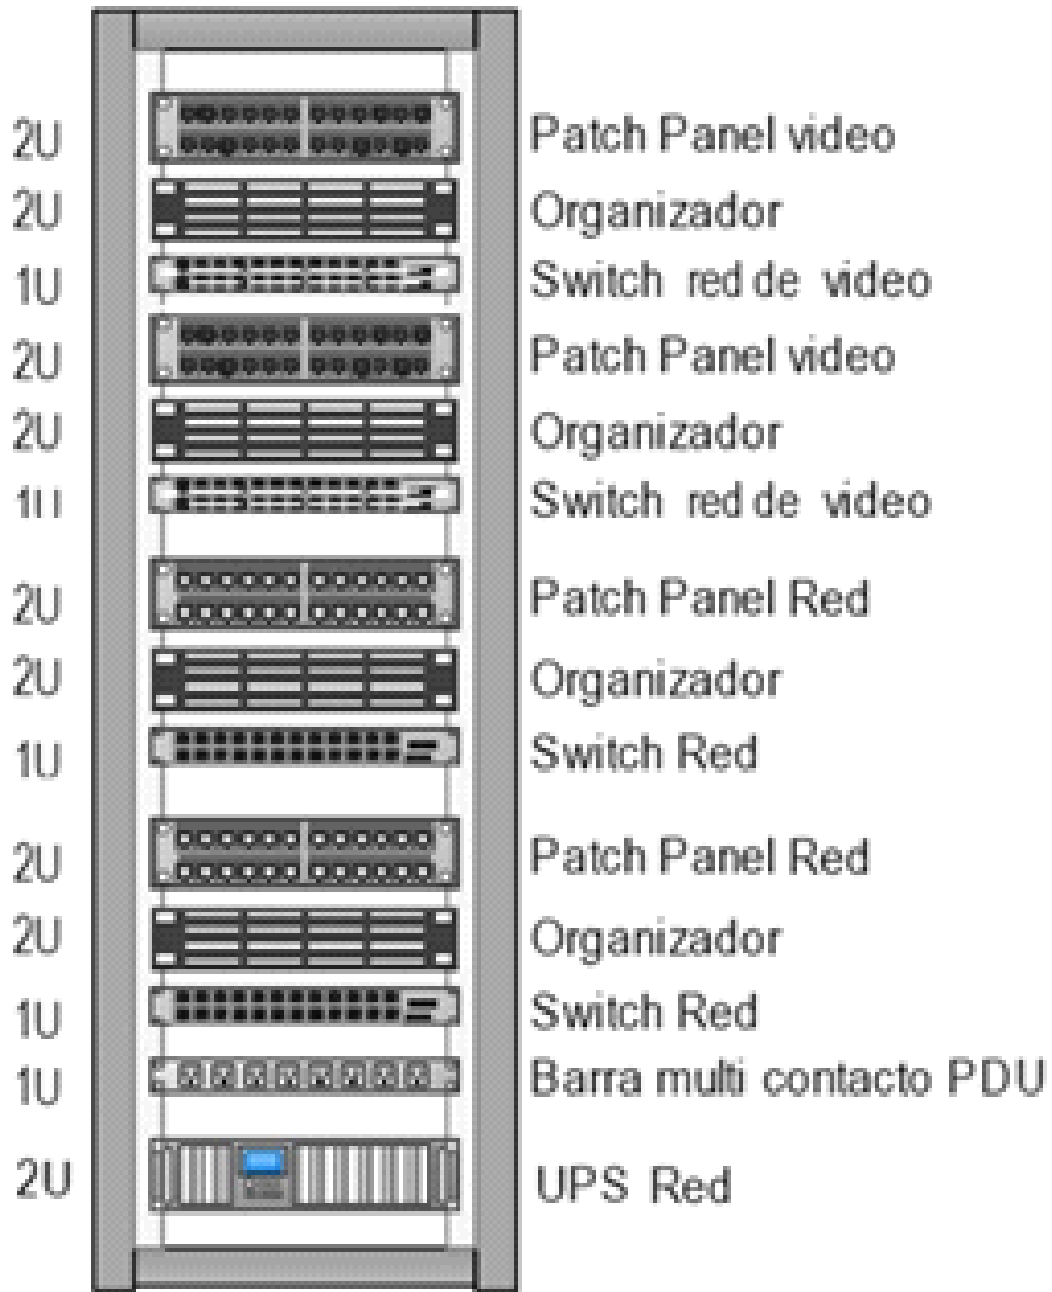 2U Patch Panel video
2U Organizador
1U Switch red de video
2U Patch Panel video
2U Organizador
1U Switch red de video
2U Patch Panel Red
2U Organizador
1U Switch Red
2U Patch Panel Red
2U Organizador
1U Switch Red
1U Barra multi contacto PDU
2U UPS Red